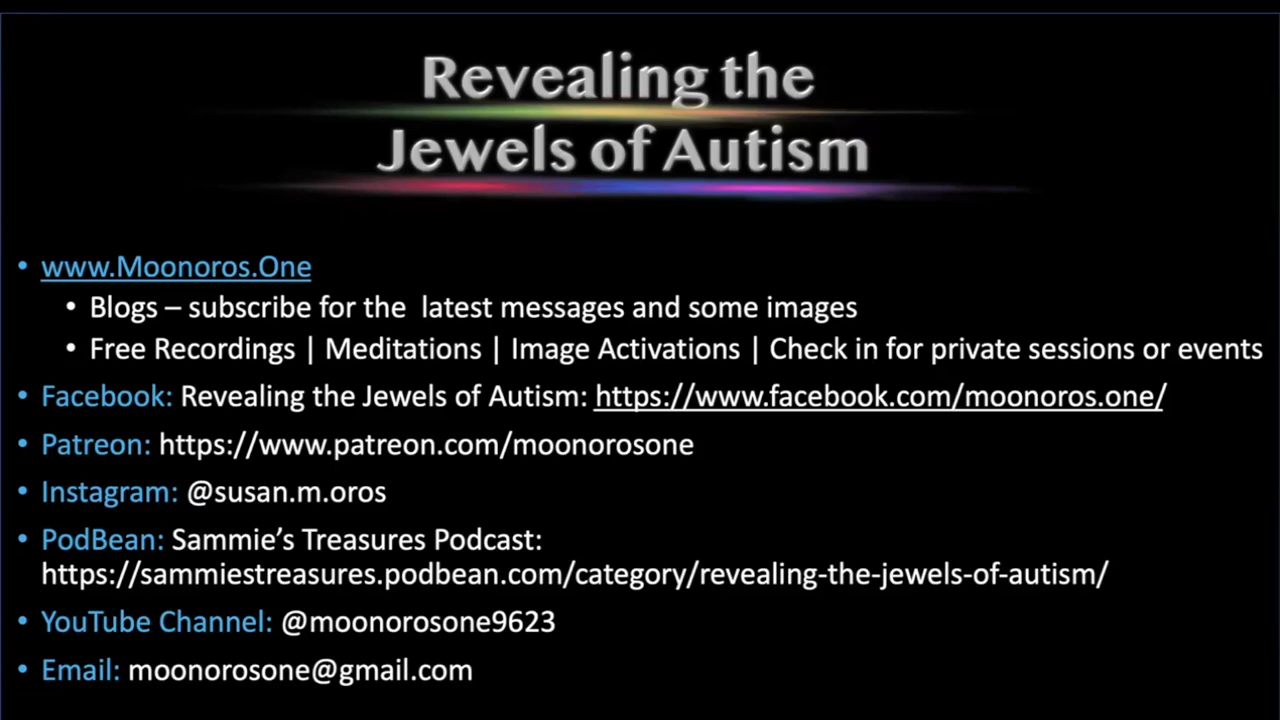 Revealing the
Jewels of Autism
• www.Moonoros.One
• Blogs – subscribe for the  latest messages and some images
• Free Recordings | Meditations | Image Activations | Check in for private sessions or events
• Facebook: Revealing the Jewels of Autism: https://www.facebook.com/moonoros.one/
• Patreon: https://www.patreon.com/moonorosone
• Instagram: @susan.m.oros
• PodBean: Sammie’s Treasures Podcast:
https://sammiestreasures.podbean.com/category/revealing-the-jewels-of-autism/
• YouTube Channel: @moonorosone9623
• Email: moonorosone@gmail.com